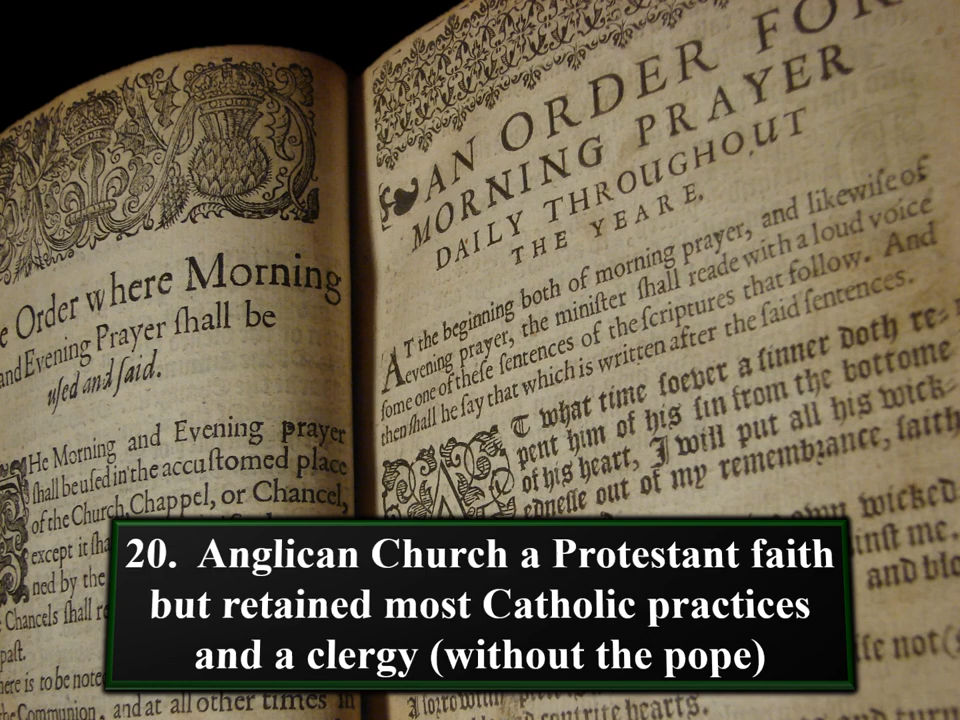 e Order where Morning
and Evening Prayer ſhall be
uſed and ſaid.
He Morning and Evening prayer
ſhall be uſed in the accuſtomed place
of the Church, Chappel, or Chancel,
except it ſha
ned by the
Chancels ſhall r
paſt.
here is to be note
the Communion, and at all other times in
AN ORDER FOR
MORNING PRAYER
DAILY THROUGHOUT
THE YEARE.
AT the beginning both of morning prayer, and likewiſe of
evening prayer, the miniſter ſhall reade with a loud voice
ſome one of theſe ſentences of the ſcriptures that follow. And
then ſhall he ſay that which is written after the ſaid ſentences.
AT what time ſoever a ſinner doth re-
pent him of his ſin from the bottome
of his heart, I will put all his wick-
edneſſe out of my remembrance, ſaith
own wicked
inſt me.
and blo
not(
contrite hearts.
turn
20. Anglican Church a Protestant faith
but retained most Catholic practices
and a clergy (without the pope)